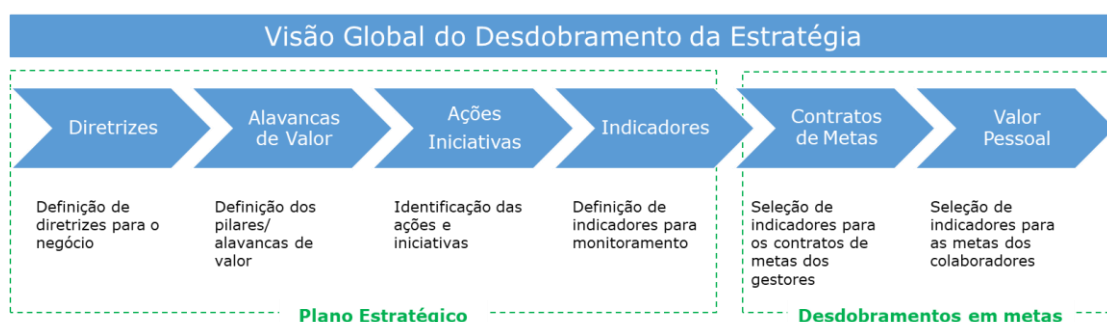 Visão Global do Desdobramento da Estratégia
Diretrizes
Alavancas
de Valor
Ações
Iniciativas
Indicadores
Contratos
de Metas
Valor
Pessoal
Definição de
diretrizes para o
negócio
Definição dos
pilares/
alavancas de
valor
Identificação das
ações e
iniciativas
Definição de
indicadores para
monitoramento
Seleção de
indicadores para
os contratos de
metas dos
gestores
Seleção de
indicadores para
as metas dos
colaboradores
Plano Estratégico
Desdobramentos em metas